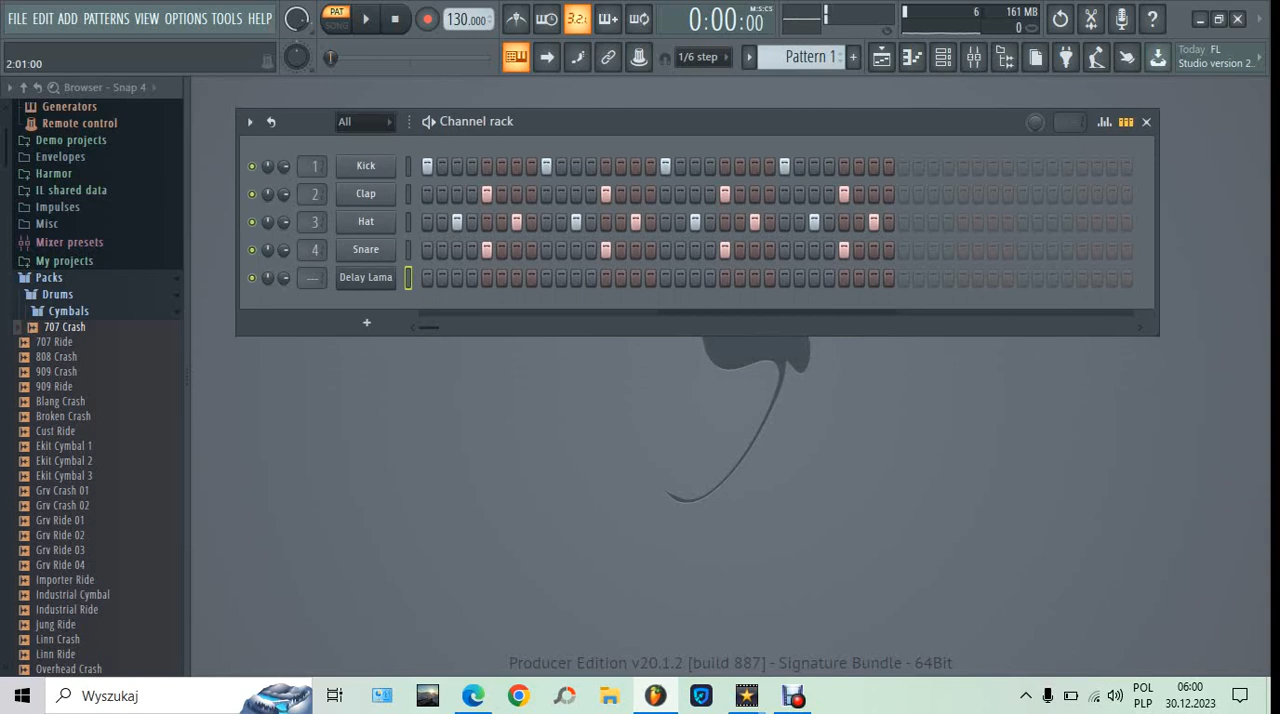 FILE EDIT ADD PATTERNS VIEW OPTIONS TOOLS HELP
PAT
SONG
130.000
3.2.
0:00:00
M:S:CS
6
161 MB
0
2:01:00
1/6 step
Pattern 1
Today FL
Studio version 2...
Browser - Snap 4
Generators
Remote control
Demo projects
Envelopes
Harmor
IL shared data
Impulses
Misc
Mixer presets
My projects
Packs
Drums
Cymbals
707 Crash
707 Ride
808 Crash
909 Crash
909 Ride
Blang Crash
Broken Crash
Cust Ride
Ekit Cymbal 1
Ekit Cymbal 2
Ekit Cymbal 3
Grv Crash 01
Grv Crash 02
Grv Ride 01
Grv Ride 02
Grv Ride 03
Grv Ride 04
Importer Ride
Industrial Cymbal
Industrial Ride
Jung Ride
Linn Crash
Linn Ride
Overhead Crash
All
Channel rack
1 Kick
2 Clap
3 Hat
4 Snare
--- Delay Lama
+
Producer Edition v20.1.2 [build 887] - Signature Bundle - 64Bit
Wyszukaj
POL
PLP
06:00
30.12.2023